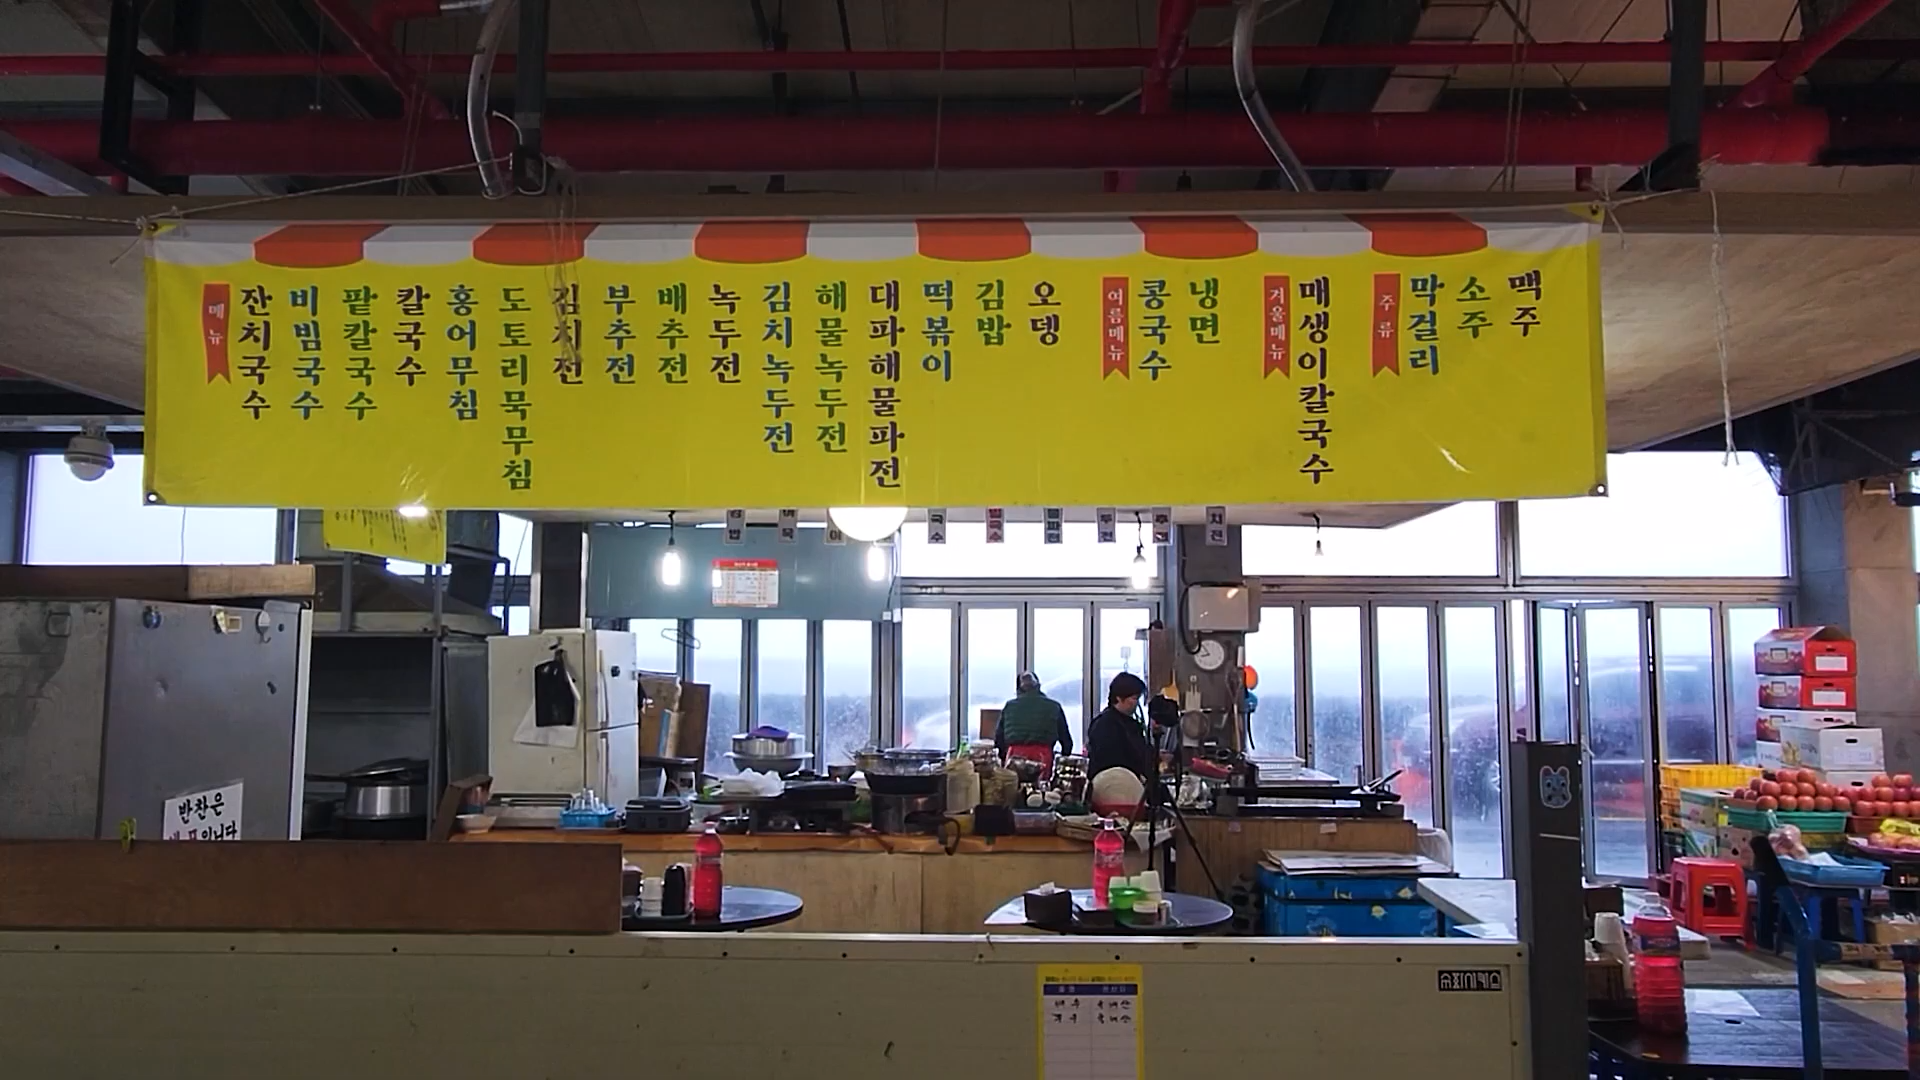 메뉴
잔치국수
비빔국수
팥칼국수
칼국수
홍어무침
도토리묵무침
김치전
부추전
배추전
녹두전
김치녹두전
해물녹두전
대파해물파전
떡볶이
김밥
오뎅
여름메뉴
콩국수
냉면
겨울메뉴
매생이칼국수
주류
막걸리
소주
맥주
반찬은
입니다